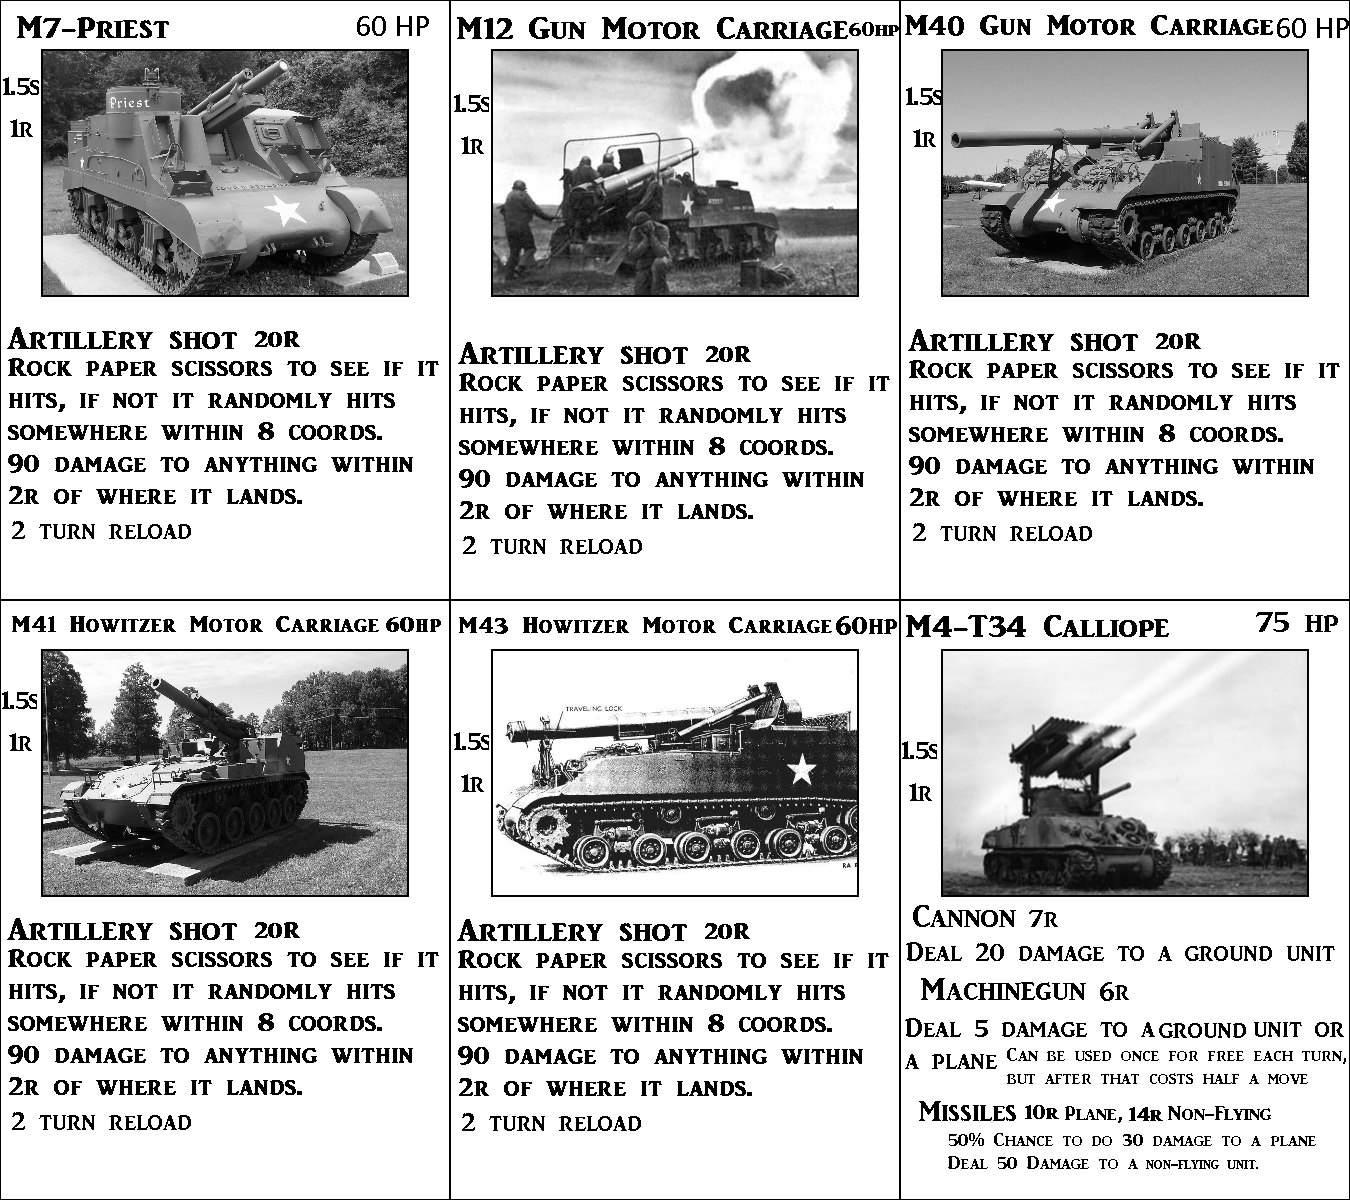 M7-Priest 60 HP
1.5s
1R
Priest
Artillery shot 20R
Rock paper scissors to see if it
hits, if not it randomly hits
somewhere within 8 coords.
90 damage to anything within
2R of where it lands.
2 turn reload
M12 Gun Motor Carriage 60HP
1.5s
1R
Artillery shot 20R
Rock paper scissors to see if it
hits, if not it randomly hits
somewhere within 8 coords.
90 damage to anything within
2R of where it lands.
2 turn reload
M40 Gun Motor Carriage 60 HP
1.5s
1R
Artillery shot 20R
Rock paper scissors to see if it
hits, if not it randomly hits
somewhere within 8 coords.
90 damage to anything within
2R of where it lands.
2 turn reload
M41 Howitzer Motor Carriage 60HP
1.5s
1R
Artillery shot 20R
Rock paper scissors to see if it
hits, if not it randomly hits
somewhere within 8 coords.
90 damage to anything within
2R of where it lands.
2 turn reload
M43 Howitzer Motor Carriage 60HP
TRAVELING LOCK
1.5s
1R
RA
Artillery shot 20R
Rock paper scissors to see if it
hits, if not it randomly hits
somewhere within 8 coords.
90 damage to anything within
2R of where it lands.
2 turn reload
M4-T34 Calliope 75 HP
1.5s
1R
Cannon 7R
Deal 20 damage to a ground unit
Machinegun 6R
Deal 5 damage to a ground unit or
a plane Can be used once for free each turn,
but after that costs half a move
Missiles 10R Plane, 14R Non-Flying
50% Chance to do 30 damage to a plane
Deal 50 Damage to a non-flying unit.